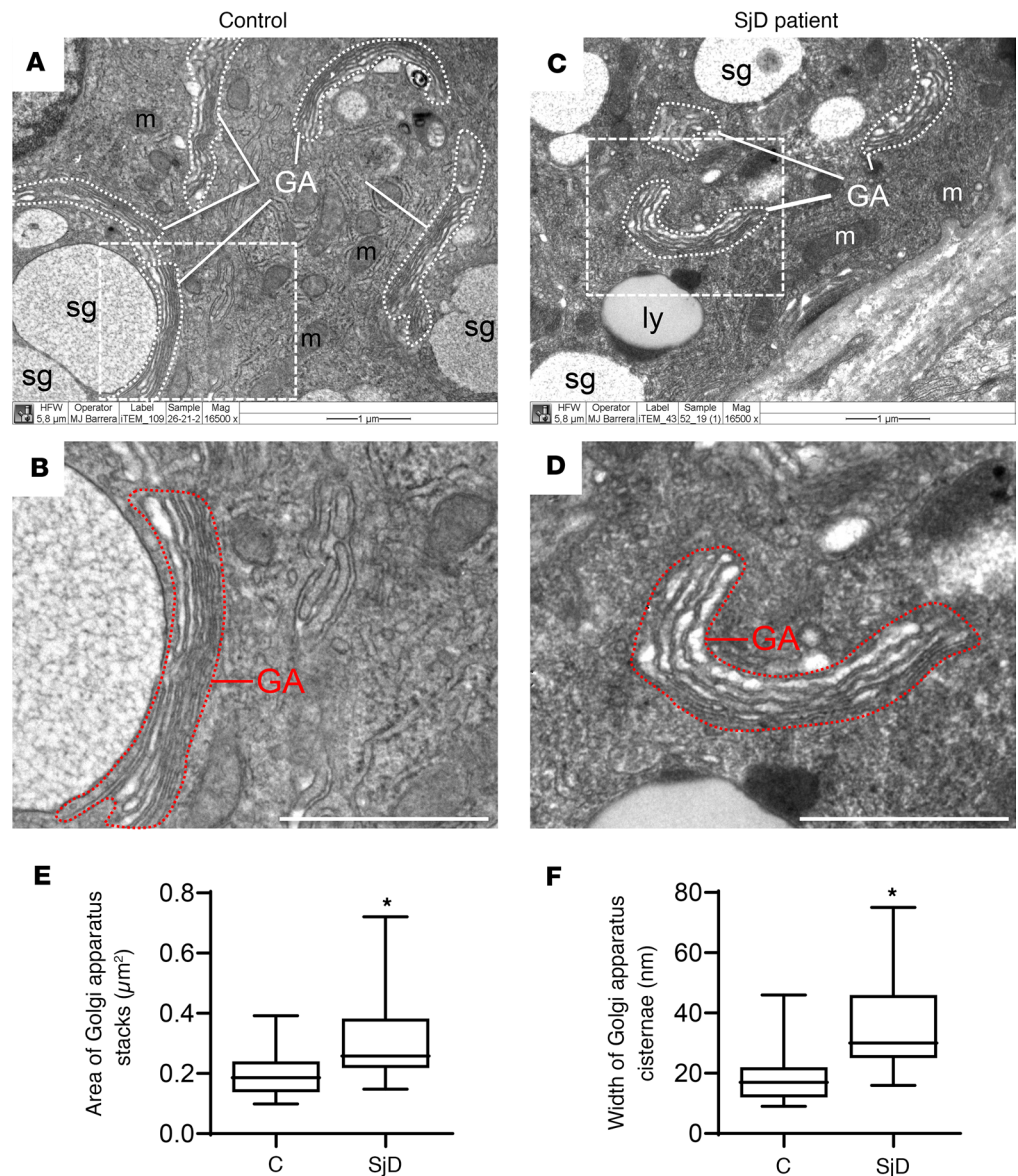 Control
SjD patient
A
m
GA
m
sg
m
sg
sg
HFW Operator Label Sample Mag
5,8 µm MJ Barrera iTEM_109 26-21-2 16500 x 1 µm
C
sg
GA
m
m
ly
sg
HFW Operator Label Sample Mag
5,8 µm MJ Barrera iTEM_43 52_19 (1) 16500 x 1 µm
B
GA
D
GA
E
Area of Golgi apparatus
stacks (µm²)
0.8
0.6
0.4
0.2
0.0
*
C SjD
F
Width of Golgi apparatus
cisternae (nm)
80
60
40
20
0
*
C SjD